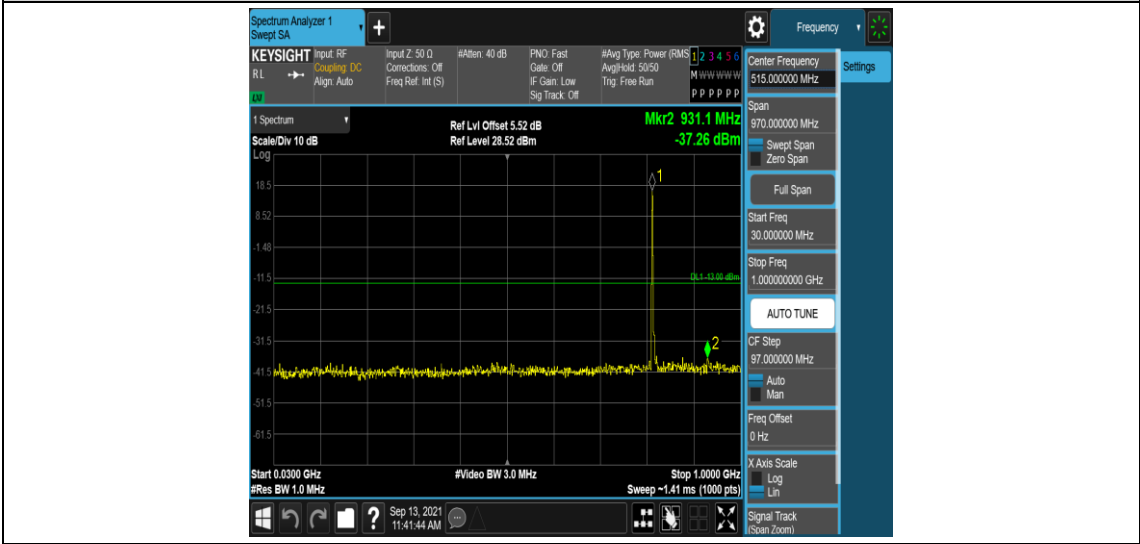 Spectrum Analyzer 1
Swept SA
+
Frequency
KEYSIGHT
RL
LXI
Input: RF
Coupling: DC
Align: Auto
Input Z: 50 Ω
Corrections: Off
Freq Ref: Int (S)
#Atten: 40 dB
PNO: Fast
Gate: Off
IF Gain: Low
Sig Track: Off
#Avg Type: Power (RMS
Avg|Hold: 50/50
Trig: Free Run
1 2 3 4 5 6
M W W W W W
P P P P P P
1 Spectrum
Scale/Div 10 dB
Log
Ref Lvl Offset 5.52 dB
Ref Level 28.52 dBm
Mkr2 931.1 MHz
-37.26 dBm
18.5
8.52
-1.48
-11.5
-21.5
-31.5
-41.5
-51.5
-61.5
1
DL1 -13.00 dBm
2
Start 0.0300 GHz
#Res BW 1.0 MHz
#Video BW 3.0 MHz
Stop 1.0000 GHz
Sweep ~1.41 ms (1000 pts)
Center Frequency
515.000000 MHz
Span
970.000000 MHz
Swept Span
Zero Span
Full Span
Start Freq
30.000000 MHz
Stop Freq
1.000000000 GHz
AUTO TUNE
CF Step
97.000000 MHz
Auto
Man
Freq Offset
0 Hz
X Axis Scale
Log
Lin
Signal Track
(Span Zoom)
Settings
?
Sep 13, 2021
11:41:44 AM